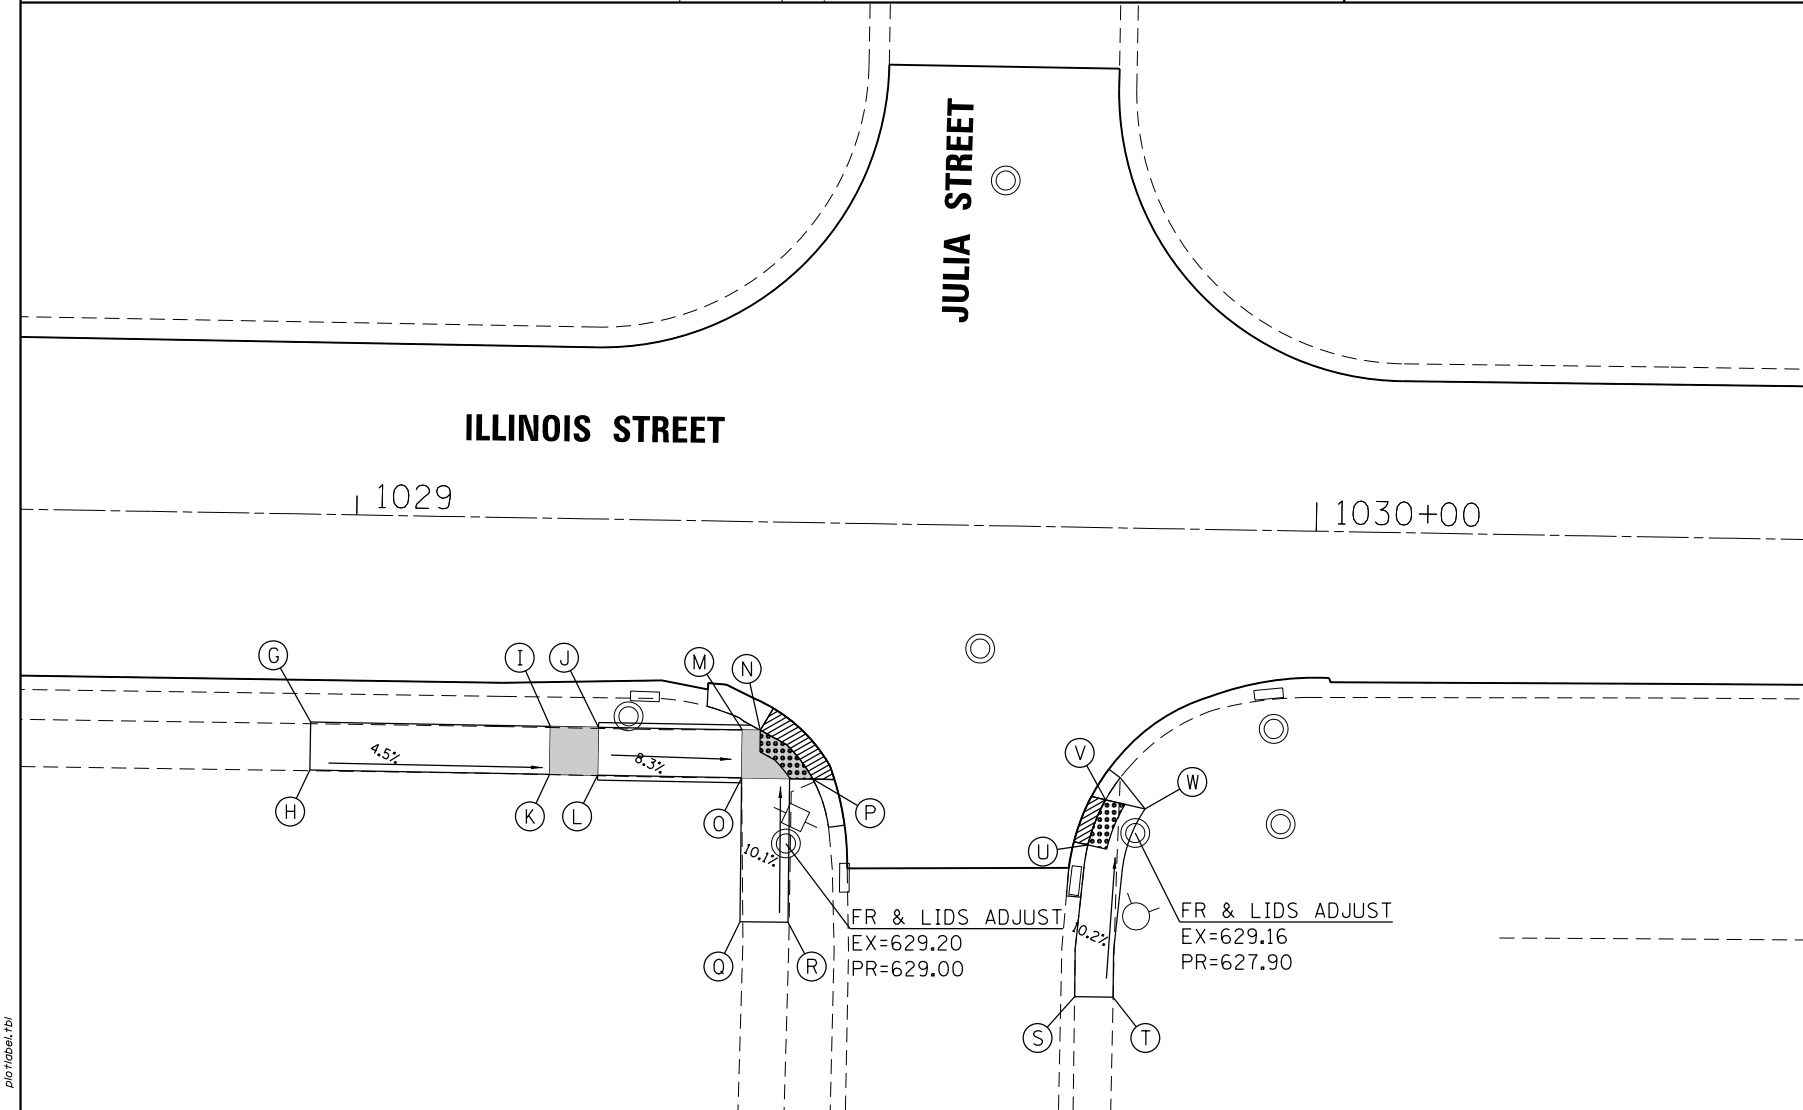 JULIA STREET
ILLINOIS STREET
1029
1030+00
G
I
J
M
N
4.5%
8.3%
V
W
H
K
L
O
P
U
10.1%
10.2%
FR & LIDS ADJUST
EX=629.20
PR=629.00
FR & LIDS ADJUST
EX=629.16
PR=627.90
Q
R
S
T
plotlabel.tbl